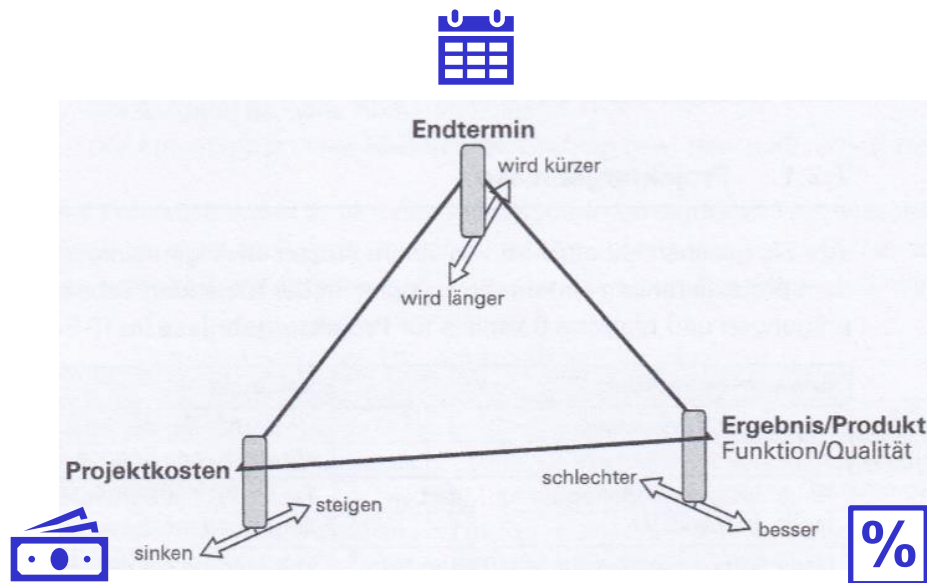 Endtermin
wird kürzer
wird länger
Ergebnis/Produkt
Funktion/Qualität
Projektkosten
schlechter
steigen
besser
sinken
%